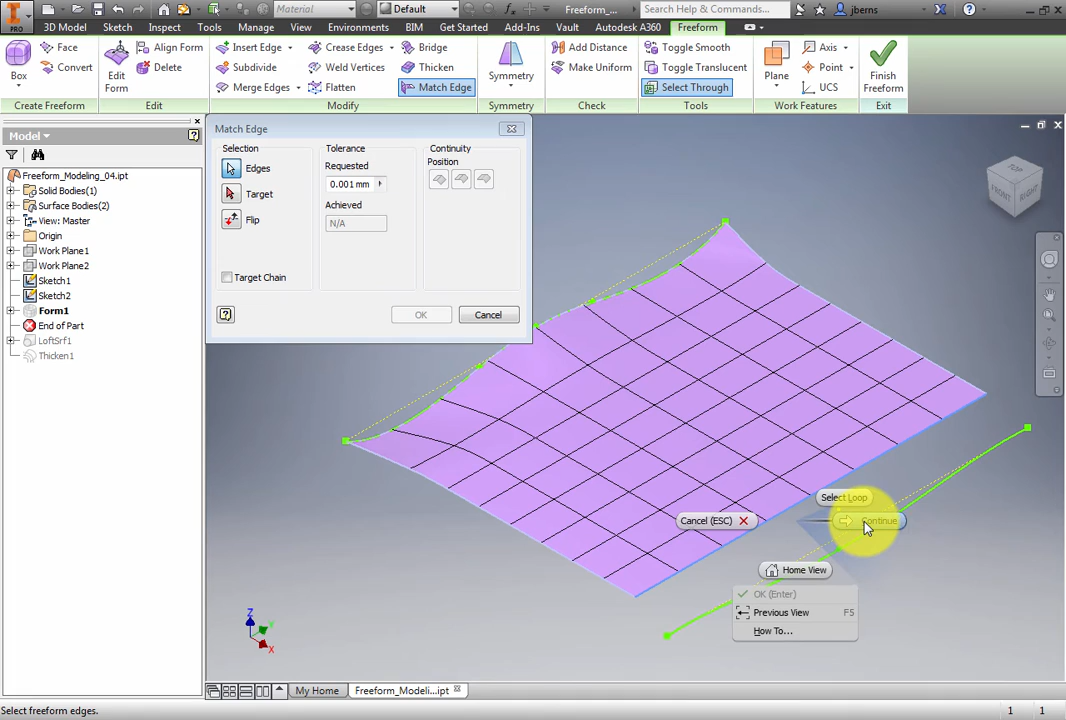 PRO
Material
Default
Freeform_...
Search Help & Commands...
jberns
3D Model
Sketch
Inspect
Tools
Manage
View
Environments
BIM
Get Started
Add-Ins
Vault
Autodesk A360
Freeform
Box
Face
Convert
Create Freeform
Edit
Form
Align Form
Delete
Edit
Insert Edge
Subdivide
Merge Edges
Crease Edges
Weld Vertices
Flatten
Bridge
Thicken
Match Edge
Modify
Symmetry
Symmetry
Add Distance
Make Uniform
Check
Toggle Smooth
Toggle Translucent
Select Through
Tools
Plane
Axis
Point
UCS
Work Features
Finish
Freeform
Exit
Model
Freeform_Modeling_04.ipt
Solid Bodies(1)
Surface Bodies(2)
View: Master
Origin
Work Plane1
Work Plane2
Sketch1
Sketch2
Form1
End of Part
LoftSrf1
Thicken1
Match Edge
Selection
Edges
Target
Flip
Target Chain
Tolerance
Requested
0.001 mm
Achieved
N/A
Continuity
Position
OK
Cancel
TOP
FRONT
RIGHT
Select Loop
Continue
Cancel (ESC)
Home View
OK (Enter)
Previous View F5
How To...
Z
Y
X
My Home
Freeform_Modeli...ipt
Select freeform edges.
1 1